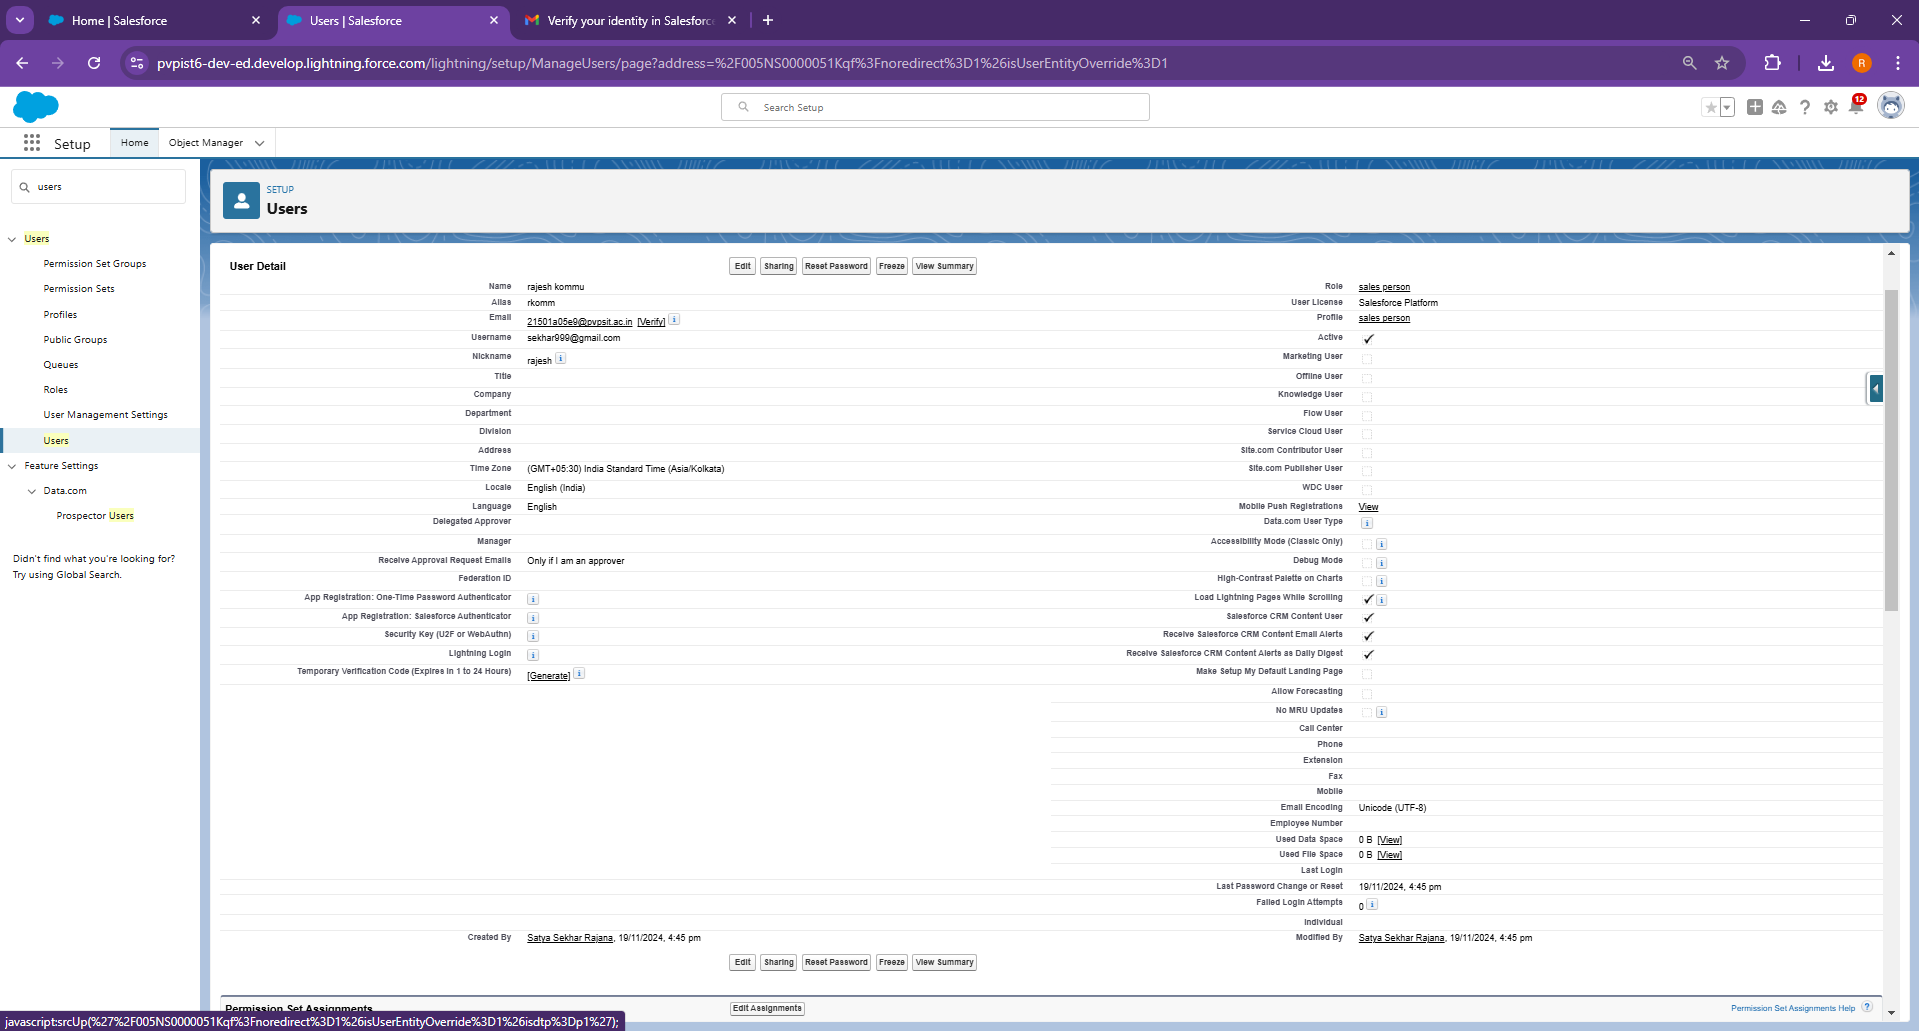 Home | Salesforce
Users | Salesforce
Verify your identity in Salesforc
pvpist6-dev-ed.develop.lightning.force.com/lightning/setup/ManageUsers/page?address=%2F005NS0000051Kqf%3Fnoredirect%3D1%26isUserEntityOverride%3D1
R
Search Setup
12
Setup
Home
Object Manager
users
SETUP
Users
Users
Permission Set Groups
Permission Sets
Profiles
Public Groups
Queues
Roles
User Management Settings
Users
Feature Settings
Data.com
Prospector Users
Didn't find what you're looking for?
Try using Global Search.
User Detail
Edit Sharing Reset Password Freeze View Summary
Name rajesh kommu
Alias rkomm
Email 21501a05e9@pvpsit.ac.in [Verify] i
Username sekhar999@gmail.com
Nickname rajesh i
Title
Company
Department
Division
Address
Time Zone (GMT+05:30) India Standard Time (Asia/Kolkata)
Locale English (India)
Language English
Delegated Approver
Manager
Receive Approval Request Emails Only if I am an approver
Federation ID
App Registration: One-Time Password Authenticator i
App Registration: Salesforce Authenticator i
Security Key (U2F or WebAuthn) i
Lightning Login i
Temporary Verification Code (Expires in 1 to 24 Hours) [Generate] i
Role sales person
User License Salesforce Platform
Profile sales person
Active
Marketing User
Offline User
Knowledge User
Flow User
Service Cloud User
Site.com Contributor User
Site.com Publisher User
WDC User
Mobile Push Registrations View
Data.com User Type i
Accessibility Mode (Classic Only) i
Debug Mode i
High-Contrast Palette on Charts i
Load Lightning Pages While Scrolling i
Salesforce CRM Content User
Receive Salesforce CRM Content Email Alerts
Receive Salesforce CRM Content Alerts as Daily Digest
Make Setup My Default Landing Page
Allow Forecasting
No MRU Updates i
Call Center
Phone
Extension
Fax
Mobile
Email Encoding Unicode (UTF-8)
Employee Number
Used Data Space 0 B [View]
Used File Space 0 B [View]
Last Login
Last Password Change or Reset 19/11/2024, 4:45 pm
Failed Login Attempts 0 i
Individual
Created By Satya Sekhar Rajana, 19/11/2024, 4:45 pm
Modified By Satya Sekhar Rajana, 19/11/2024, 4:45 pm
Edit Sharing Reset Password Freeze View Summary
Permission Set Assignments
Edit Assignments
Permission Set Assignments Help ?
javascript:srcUp(%27%2F005NS0000051Kqf%3Fnoredirect%3D1%26isUserEntityOverride%3D1%26isdtp%3Dp1%27);